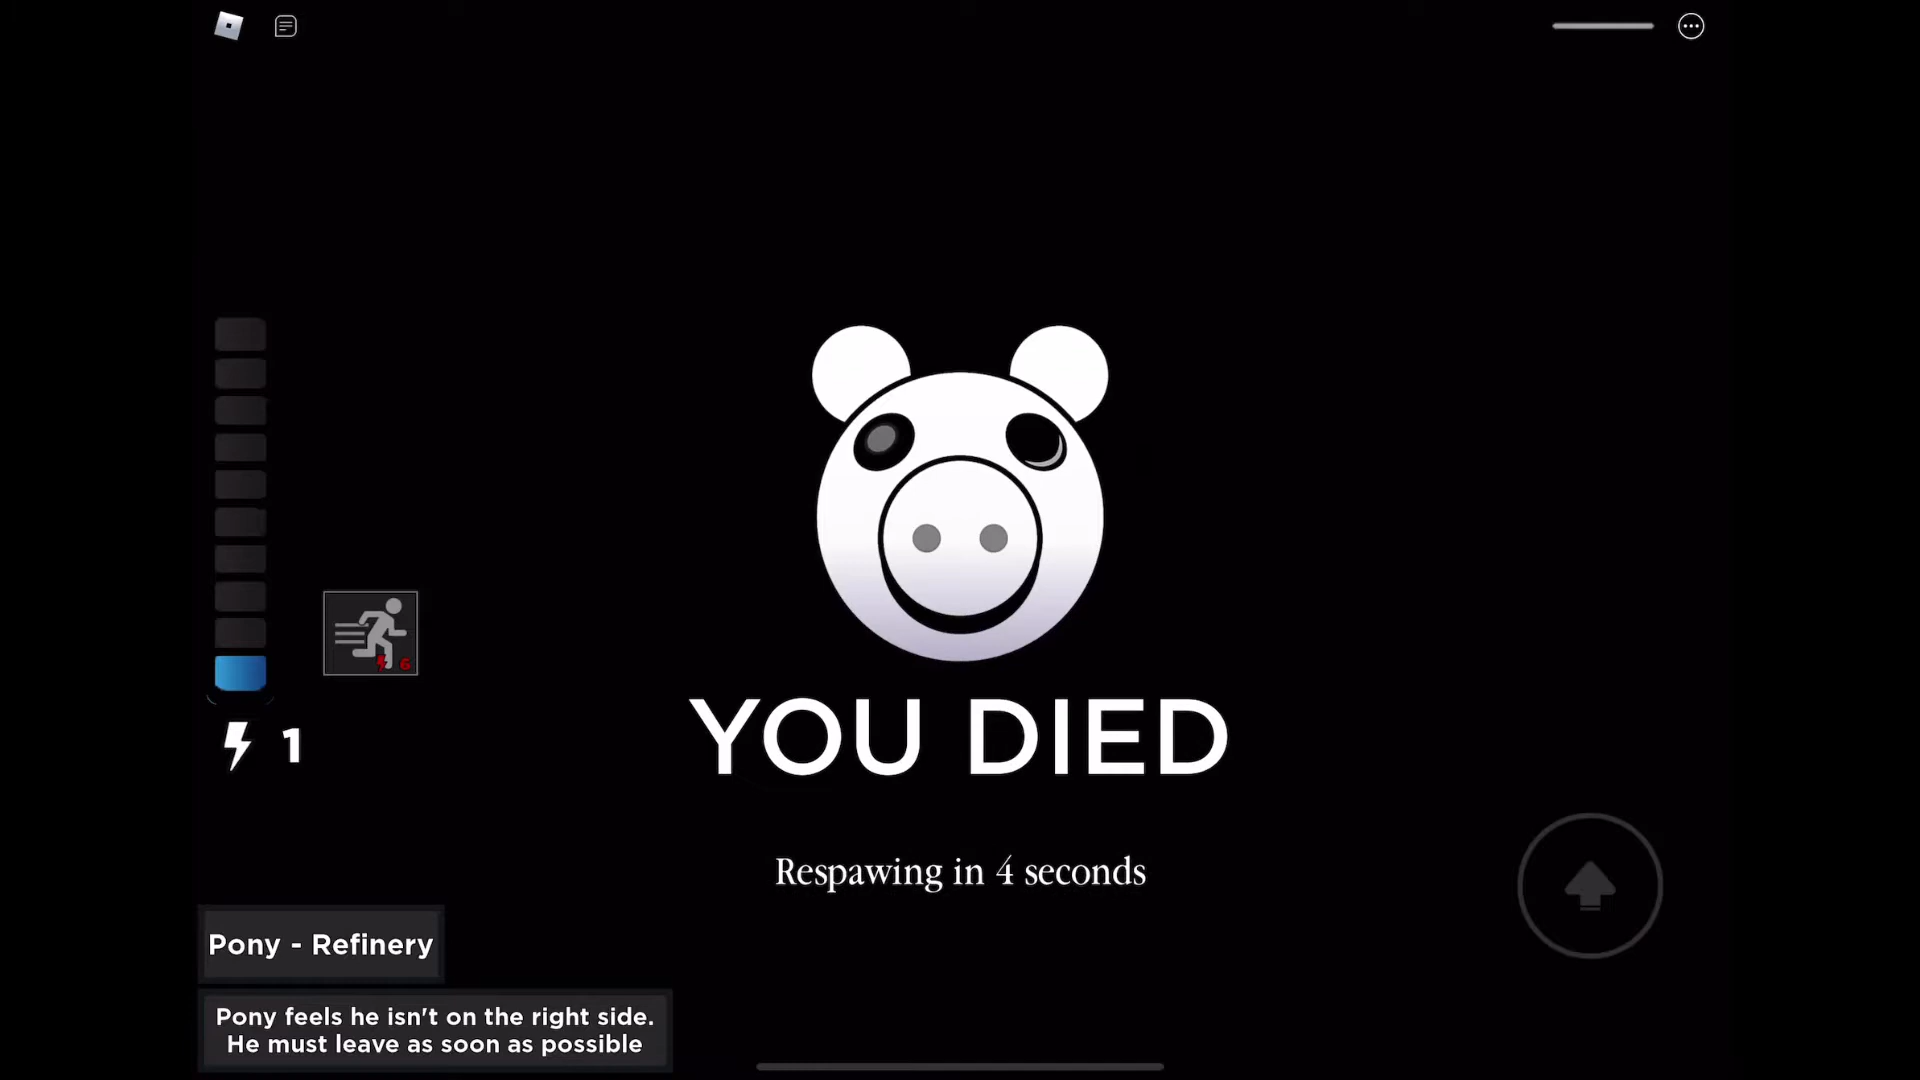 6
1
YOU DIED
Respawing in 4 seconds
Pony - Refinery
Pony feels he isn't on the right side.
He must leave as soon as possible